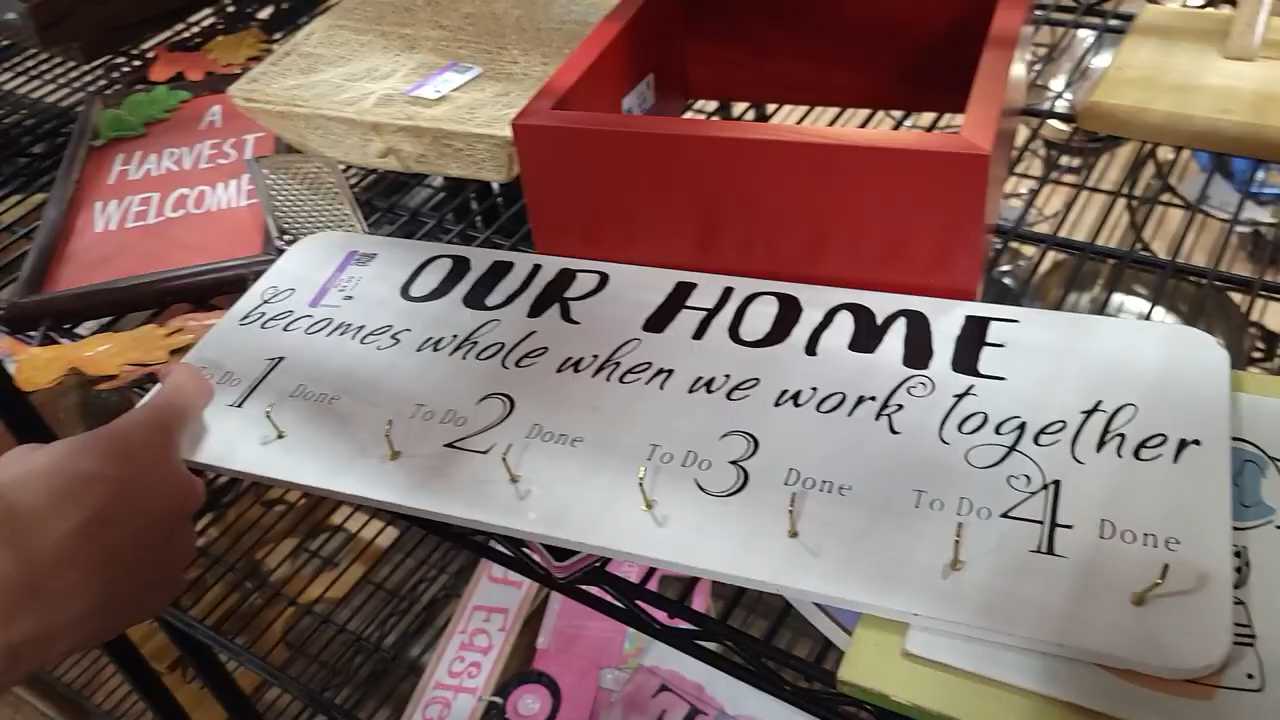 A
HARVEST
WELCOME
OUR HOME
becomes whole when we work together
To Do 1 Done
To Do 2 Done
To Do 3 Done
To Do 4 Done